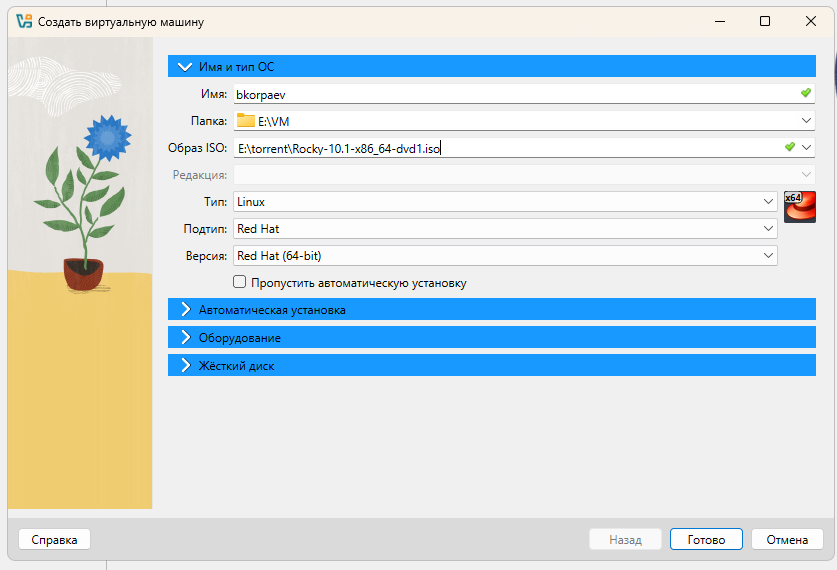 Создать виртуальную машину
Имя и тип ОС
Имя: bkorpaev
Папка: E:\VM
Образ ISO: E:\torrent\Rocky-10.1-x86_64-dvd1.iso
Редакция:
Тип: Linux
x64
Подтип: Red Hat
Версия: Red Hat (64-bit)
Пропустить автоматическую установку
Автоматическая установка
Оборудование
Жёсткий диск
Справка Назад Готово Отмена